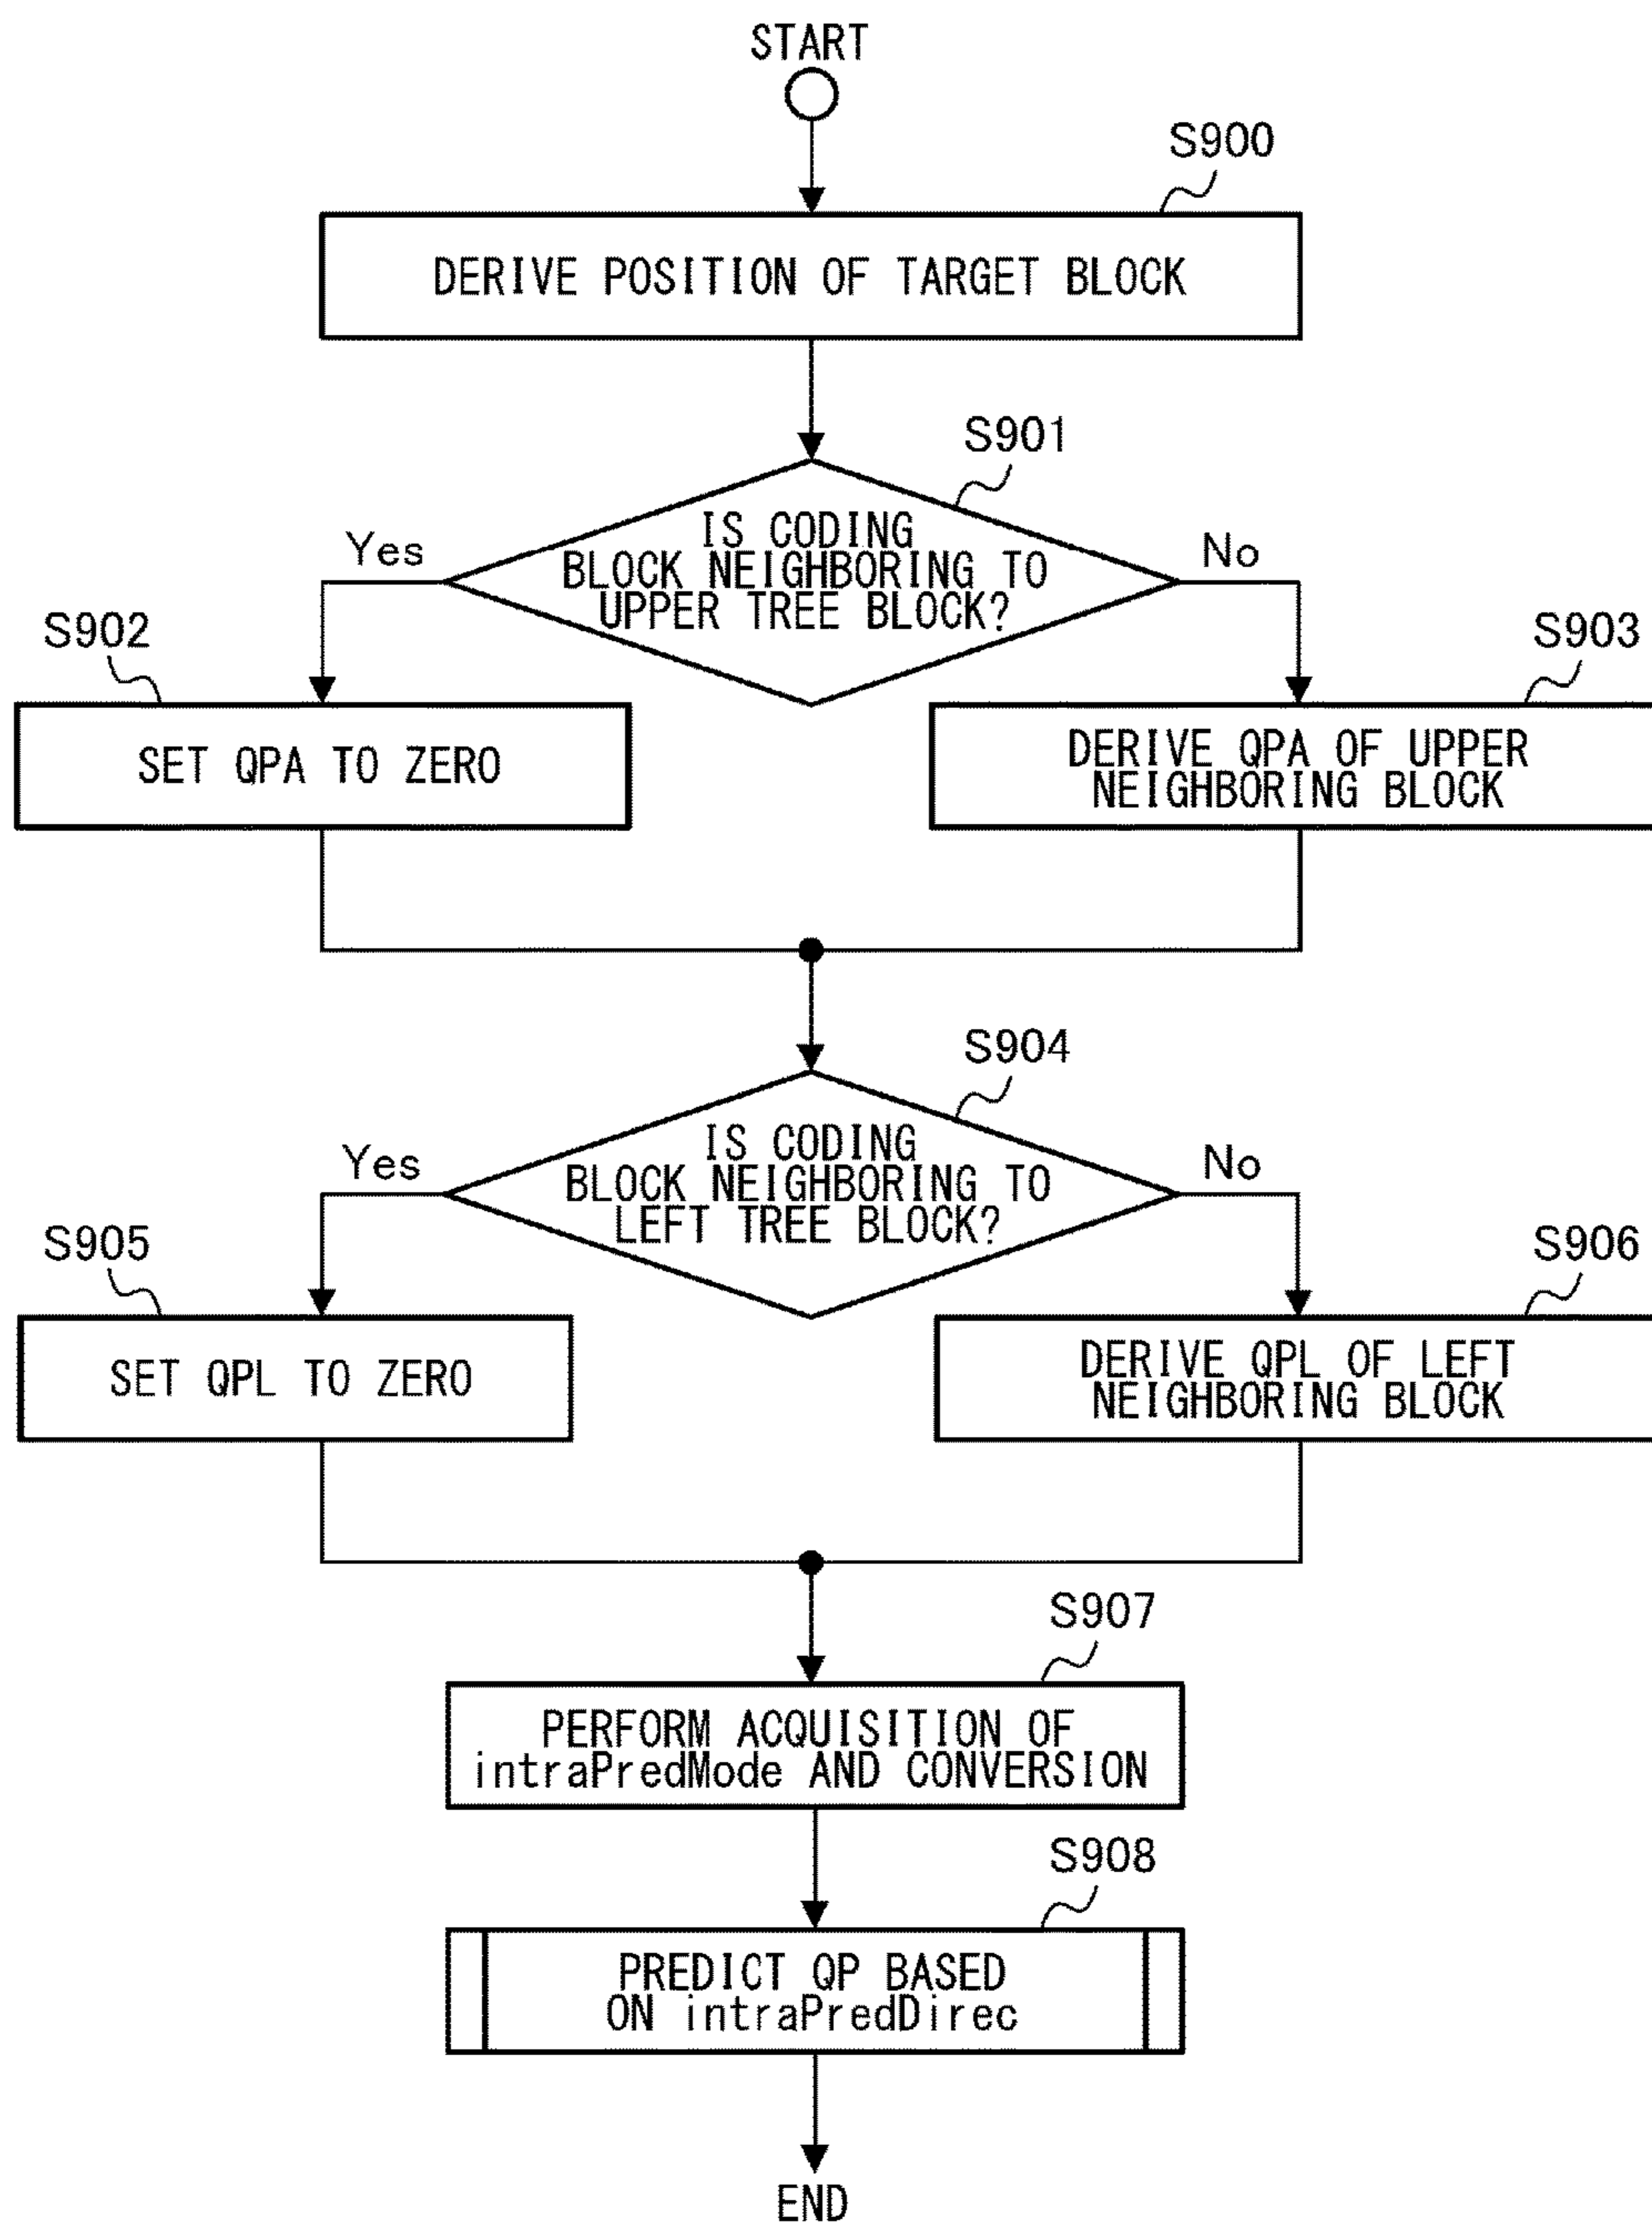 START
S900
DERIVE POSITION OF TARGET BLOCK
S901
IS CODING
BLOCK NEIGHBORING TO
UPPER TREE BLOCK?
Yes
No
S902
S903
SET QPA TO ZERO
DERIVE QPA OF UPPER
NEIGHBORING BLOCK
S904
IS CODING
BLOCK NEIGHBORING TO
LEFT TREE BLOCK?
Yes
No
S905
S906
SET QPL TO ZERO
DERIVE QPL OF LEFT
NEIGHBORING BLOCK
S907
PERFORM ACQUISITION OF
intraPredMode AND CONVERSION
S908
PREDICT QP BASED
ON intraPredDirec
END